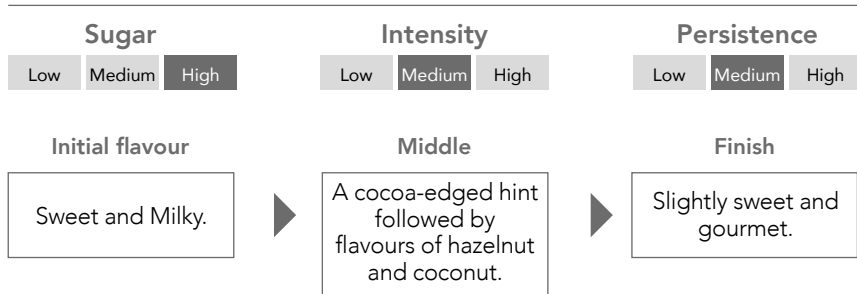 Sugar
Intensity
Persistence
Low Medium High
Low Medium High
Low Medium High
Initial flavour
Middle
Finish
Sweet and Milky.
A cocoa-edged hint
followed by
flavours of hazelnut
and coconut.
Slightly sweet and
gourmet.